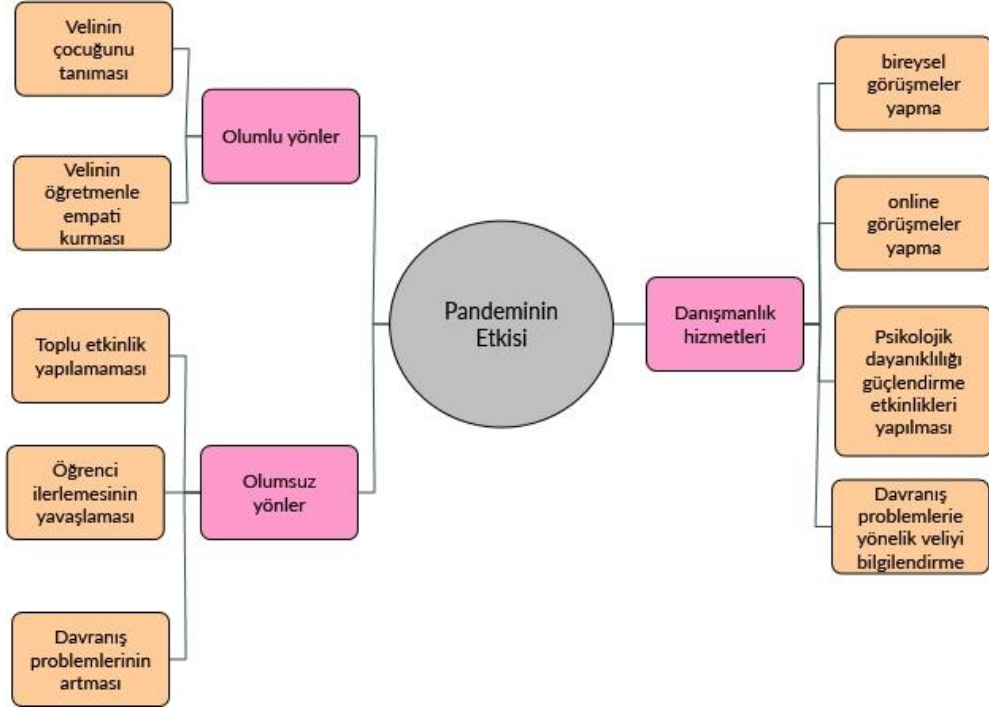 Velinin
çocuğunu
tanıması
Olumlu yönler
Velinin
öğretmenle
empati
kurması
Toplu etkinlik
yapılamaması
Öğrenci
ilerlemesinin
yavaşlaması
Olumsuz
yönler
Davranış
problemlerinin
artması
Pandeminin
Etkisi
Danışmanlık
hizmetleri
bireysel
görüşmeler
yapma
online
görüşmeler
yapma
Psikolojik
dayanıklılığı
güçlendirme
etkinlikleri
yapılması
Davranış
problemlerie
yönelik veliyi
bilgilendirme